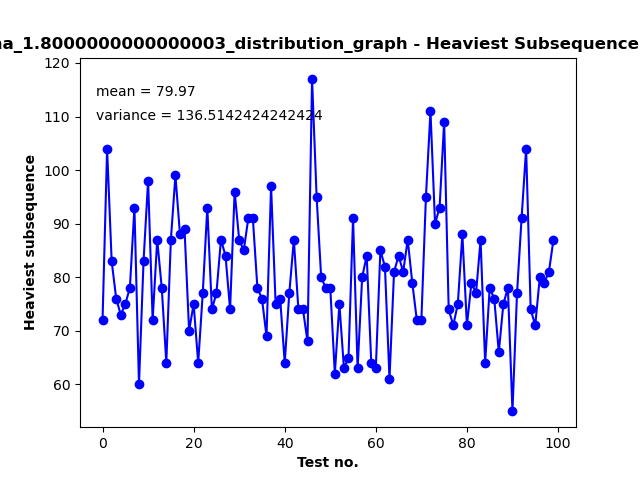 a_1.8000000000000003_distribution_graph - Heaviest Subsequence
120
110
100
90
80
70
60
mean = 79.97
variance = 136.5142424242424
Heaviest subsequence
0 20 40 60 80 100
Test no.